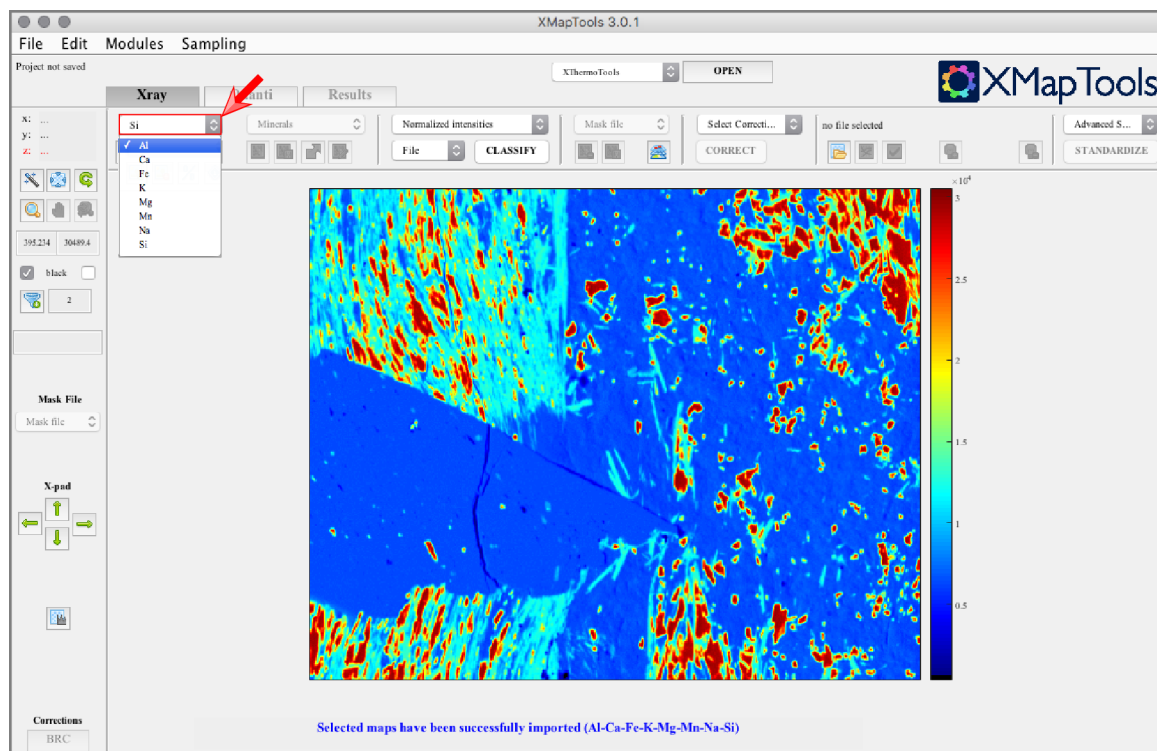 XMapTools 3.0.1
File Edit Modules Sampling
Project not saved
XThermoTools OPEN
XMapTools
Xray Results
x: ...
y: ...
z: ...
Si Minerals Normalized intensities Mask file Select Correcti... no file selected Advanced S...
File CLASSIFY CORRECT STANDARDIZE
✓ Al
Ca
Fe
K
Mg
Mn
Na
Si
×10⁴
3
2.5
2
1.5
1
0.5
395.234 30489.4
black
2
Mask File
Mask file
X-pad
Corrections
BRC
Selected maps have been successfully imported (Al-Ca-Fe-K-Mg-Mn-Na-Si)